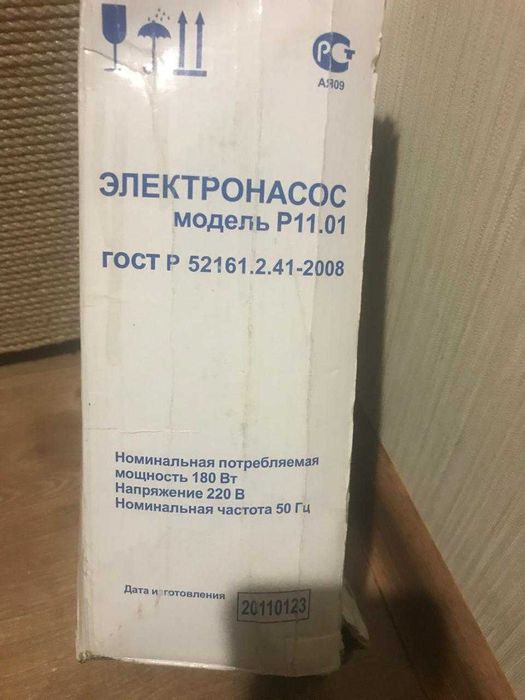 РСТ
АЯ09
ЭЛЕКТРОНАСОС
модель Р11.01
ГОСТ Р 52161.2.41-2008
Номинальная потребляемая
мощность 180 Вт
Напряжение 220 В
Номинальная частота 50 Гц
Дата изготовления 20110123